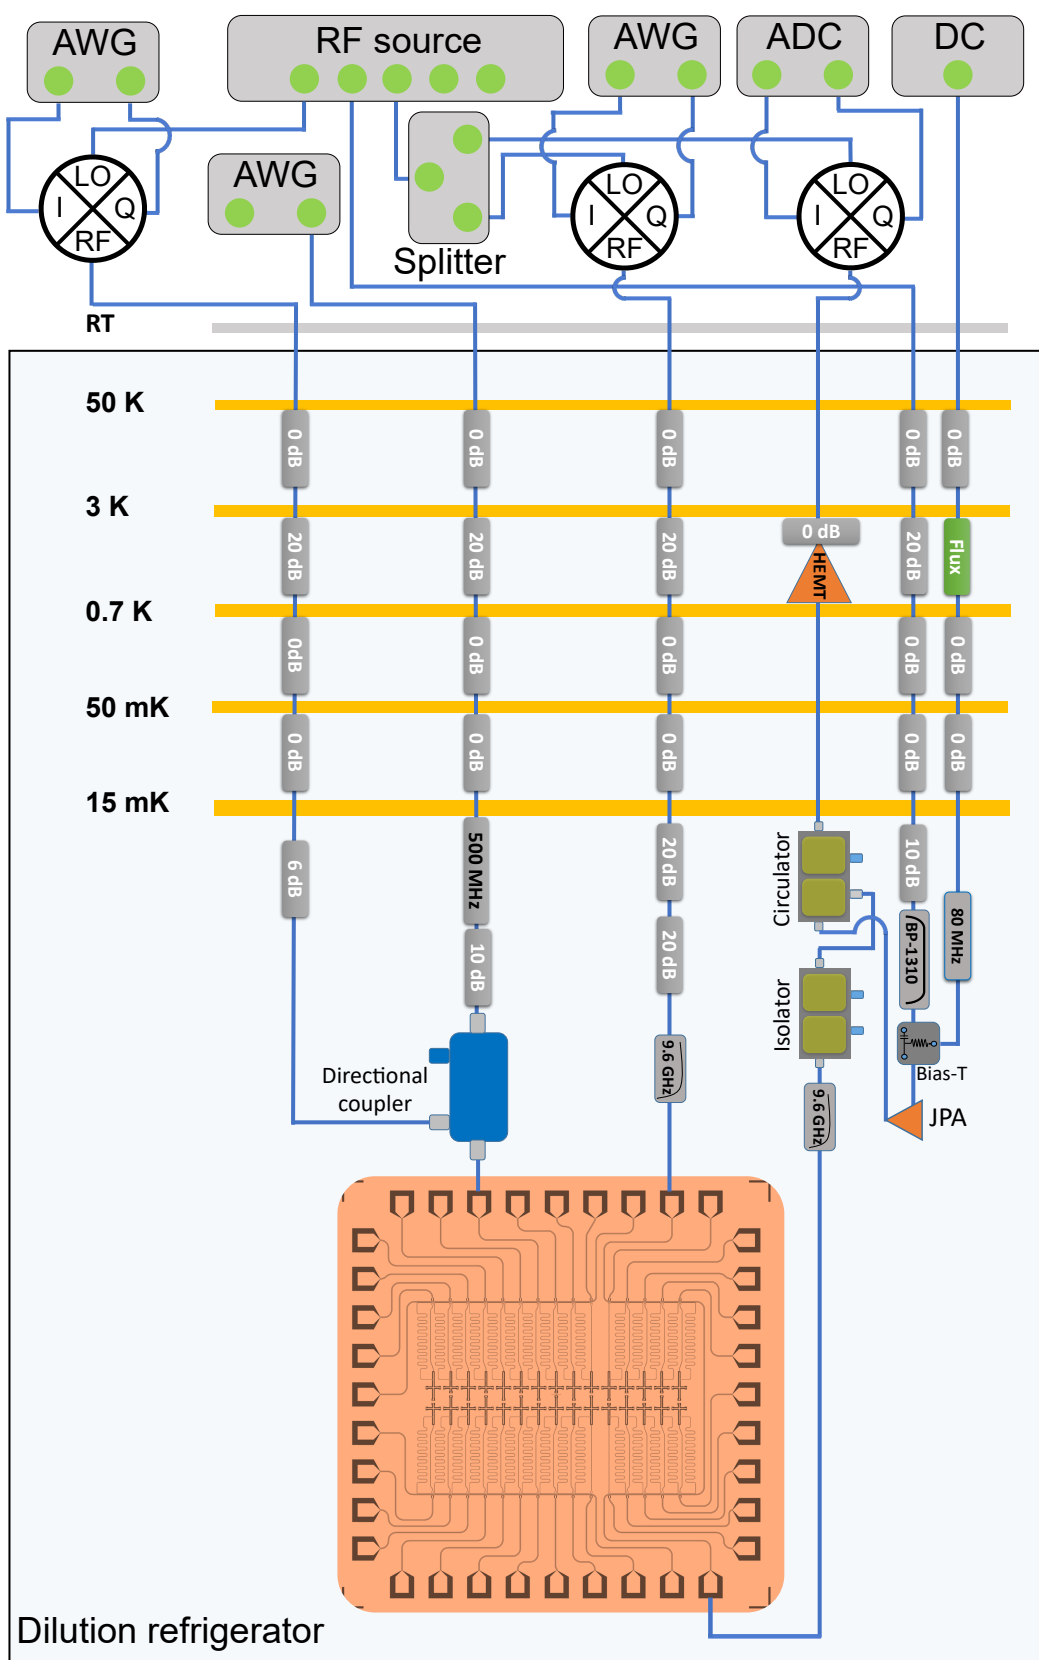 AWG
RF source
AWG
ADC
DC
AWG
Splitter
LO
I
Q
RF
LO
I
Q
RF
LO
I
Q
RF
RT
50 K
0 dB
0 dB
0 dB
0 dB
0 dB
3 K
20 dB
20 dB
20 dB
0 dB
HEMT
20 dB
Flux
0.7 K
0dB
0 dB
0 dB
0 dB
0 dB
50 mK
0 dB
0 dB
0 dB
0 dB
0 dB
15 mK
6 dB
500 MHz
10 dB
20 dB
20 dB
9.6 GHz
Circulator
Isolator
9.6 GHz
10 dB
BP-1310
80 MHz
Bias-T
JPA
Directional
coupler
Dilution refrigerator